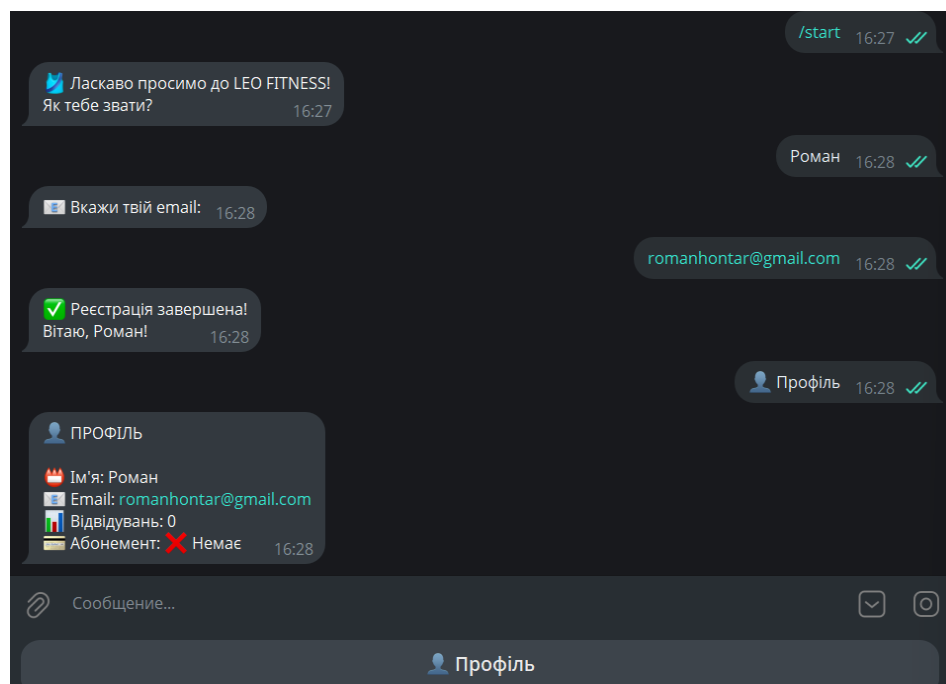 /start 16:27
🎽 Ласкаво просимо до LEO FITNESS!
Як тебе звати? 16:27
Роман 16:28
📧 Вкажи твій email: 16:28
romanhontar@gmail.com 16:28
✅ Реєстрація завершена!
Вітаю, Роман! 16:28
👤 Профіль 16:28
👤 ПРОФІЛЬ
📛 Ім'я: Роман
📧 Email: romanhontar@gmail.com
📊 Відвідувань: 0
💳 Абонемент: ❌ Немає 16:28
Сообщение...
👤 Профіль